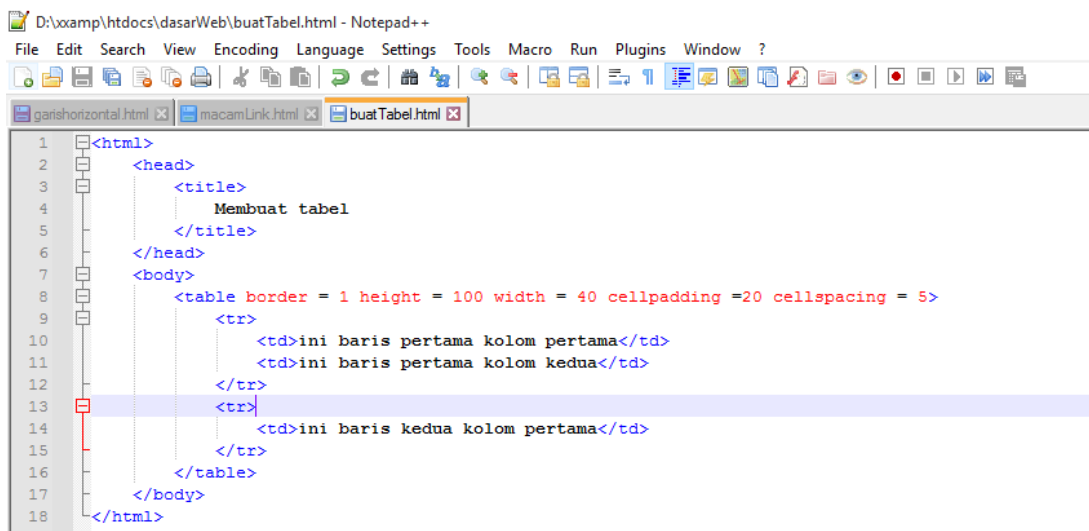 D:\xxamp\htdocs\dasarWeb\buatTabel.html - Notepad++
File Edit Search View Encoding Language Settings Tools Macro Run Plugins Window ?
garishorizontal.html macamLink.html buatTabel.html
1 <html>
2 <head>
3 <title>
4 Membuat tabel
5 </title>
6 </head>
7 <body>
8 <table border = 1 height = 100 width = 40 cellpadding =20 cellspacing = 5>
9 <tr>
10 <td>ini baris pertama kolom pertama</td>
11 <td>ini baris pertama kolom kedua</td>
12 </tr>
13 <tr>
14 <td>ini baris kedua kolom pertama</td>
15 </tr>
16 </table>
17 </body>
18 </html>